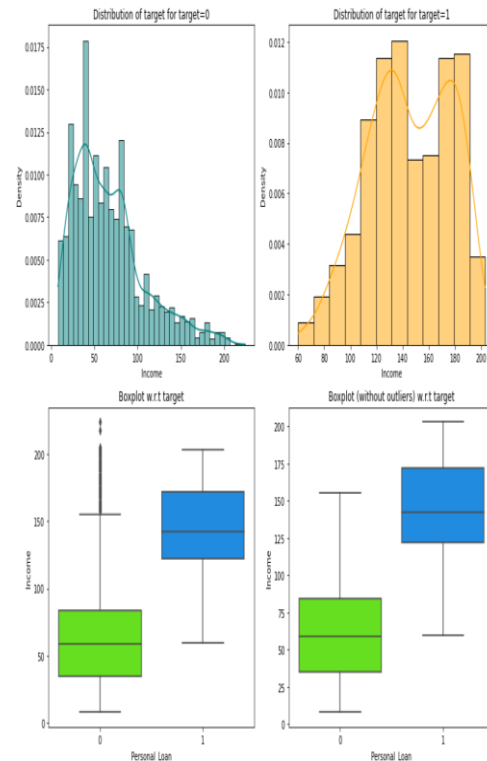 Distribution of target for target=0
0.0175
0.0150
0.0125
0.0100
0.0075
0.0050
0.0025
0.0000
Density
0 50 100 150 200
Income
Distribution of target for target=1
0.012
0.010
0.008
0.006
0.004
0.002
0.000
Density
60 80 100 120 140 160 180 200
Income
Boxplot w.r.t target
200
150
100
50
0
Income
0 1
Personal_Loan
Boxplot (without outliers) w.r.t target
200
175
150
125
100
75
50
25
0
Income
0 1
Personal_Loan